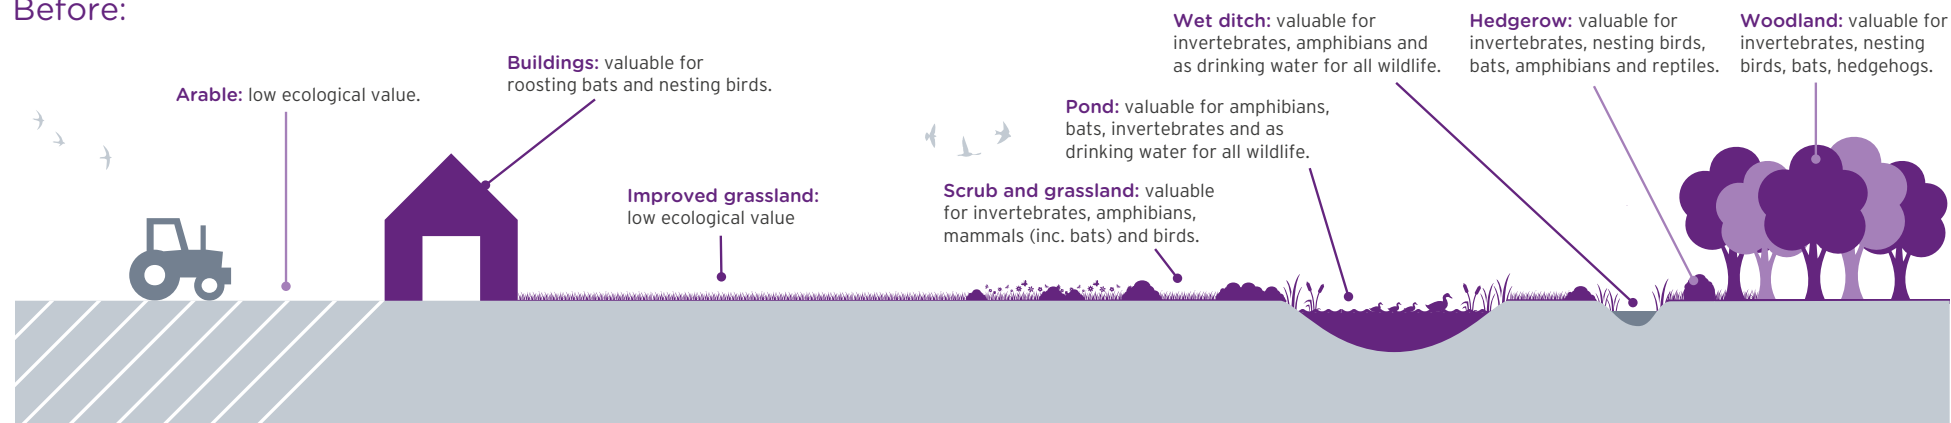 Before:
Arable: low ecological value.
Buildings: valuable for
roosting bats and nesting birds.
Improved grassland:
low ecological value
Scrub and grassland: valuable
for invertebrates, amphibians,
mammals (inc. bats) and birds.
Pond: valuable for amphibians,
bats, invertebrates and as
drinking water for all wildlife.
Wet ditch: valuable for
invertebrates, amphibians and
as drinking water for all wildlife.
Hedgerow: valuable for
invertebrates, nesting birds,
bats, amphibians and reptiles.
Woodland: valuable for
invertebrates, nesting
birds, bats, hedgehogs.